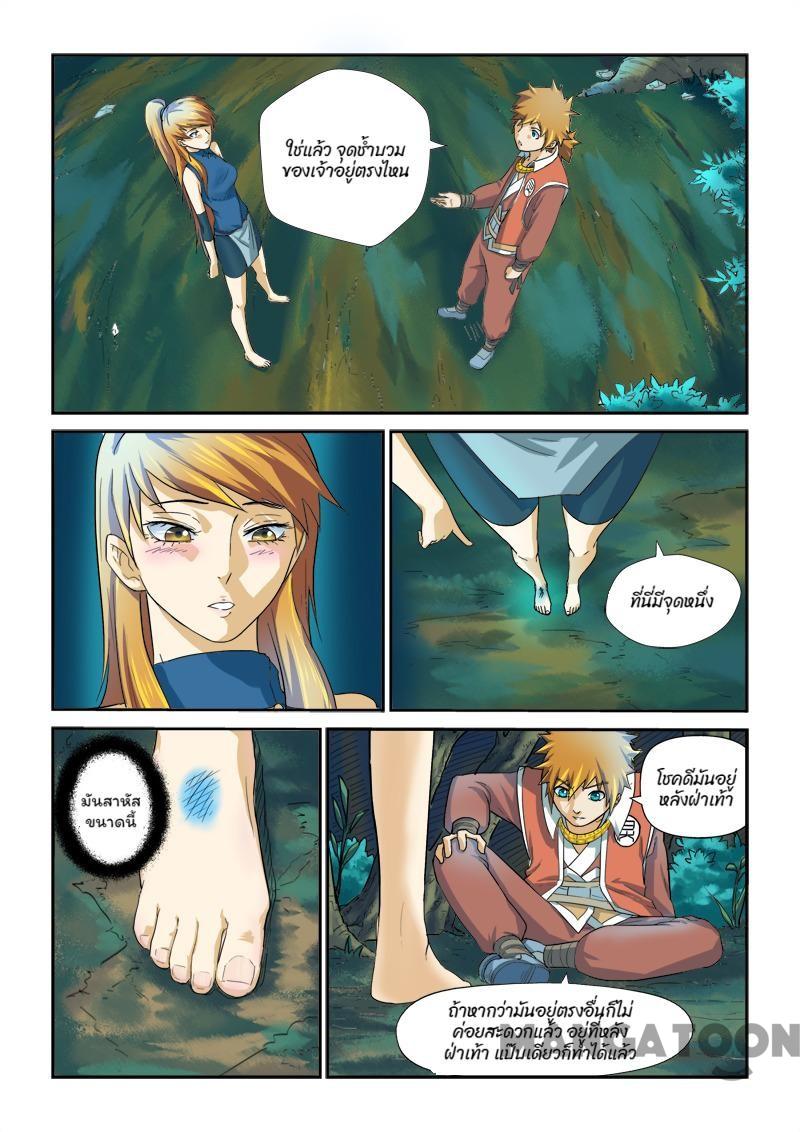 ใช่แล้ว จุดช้ำบวม
ของเจ้าอยู่ตรงไหน
ที่นี่มีจุดหนึ่ง
มันสาหัส
ขนาดนี้
โชคดีมันอยู่
หลังฝ่าเท้า
ถ้าหากว่ามันอยู่ตรงอื่นก็ไม่
ค่อยสะดวกแล้ว อยู่ที่หลัง
ฝ่าเท้า แป๊บเดียวก็ทำได้แล้ว
MANGATOON